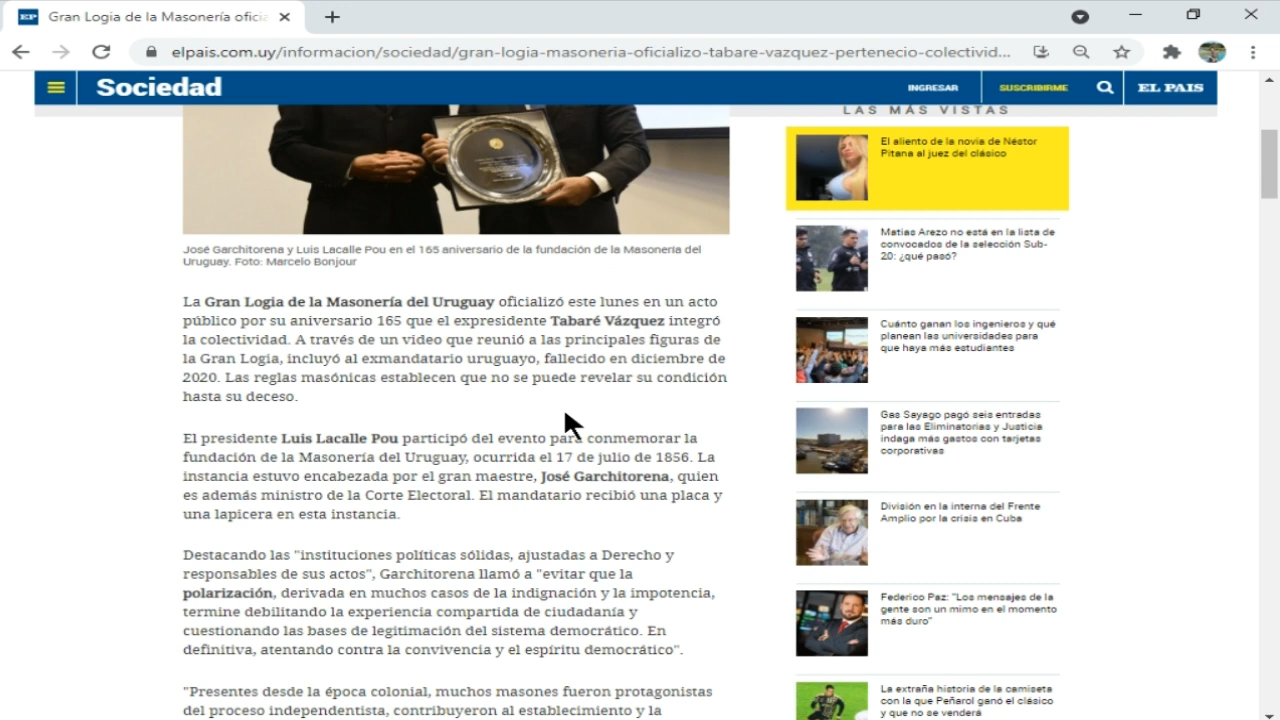 Gran Logia de la Masonería oficia
elpais.com.uy/informacion/sociedad/gran-logia-masoneria-oficializo-tabare-vazquez-pertenecio-colectivid...
Sociedad
INGRESAR
SUSCRIBIRME
EL PAIS
José Garchitorena y Luis Lacalle Pou en el 165 aniversario de la fundación de la Masonería del
Uruguay. Foto: Marcelo Bonjour
La Gran Logia de la Masonería del Uruguay oficializó este lunes en un acto
público por su aniversario 165 que el expresidente Tabaré Vázquez integró
la colectividad. A través de un video que reunió a las principales figuras de
la Gran Logia, incluyó al exmandatario uruguayo, fallecido en diciembre de
2020. Las reglas masónicas establecen que no se puede revelar su condición
hasta su deceso.
El presidente Luis Lacalle Pou participó del evento para conmemorar la
fundación de la Masonería del Uruguay, ocurrida el 17 de julio de 1856. La
instancia estuvo encabezada por el gran maestre, José Garchitorena, quien
es además ministro de la Corte Electoral. El mandatario recibió una placa y
una lapicera en esta instancia.
Destacando las "instituciones políticas sólidas, ajustadas a Derecho y
responsables de sus actos", Garchitorena llamó a "evitar que la
polarización, derivada en muchos casos de la indignación y la impotencia,
termine debilitando la experiencia compartida de ciudadanía y
cuestionando las bases de legitimación del sistema democrático. En
definitiva, atentando contra la convivencia y el espíritu democrático".
"Presentes desde la época colonial, muchos masones fueron protagonistas
del proceso independentista, contribuyeron al establecimiento y la
LAS MÁS VISTAS
El aliento de la novia de Néstor
Pitana al juez del clásico
Matías Arezo no está en la lista de
convocados de la selección Sub-
20: ¿qué pasó?
Cuánto ganan los ingenieros y qué
planean las universidades para
que haya más estudiantes
Gas Sayago pagó seis entradas
para las Eliminatorias y Justicia
indaga más gastos con tarjetas
corporativas
División en la interna del Frente
Amplio por la crisis en Cuba
Federico Paz: "Los mensajes de la
gente son un mimo en el momento
más duro"
La extraña historia de la camiseta
con la que Peñarol ganó el clásico
y que no se venderá